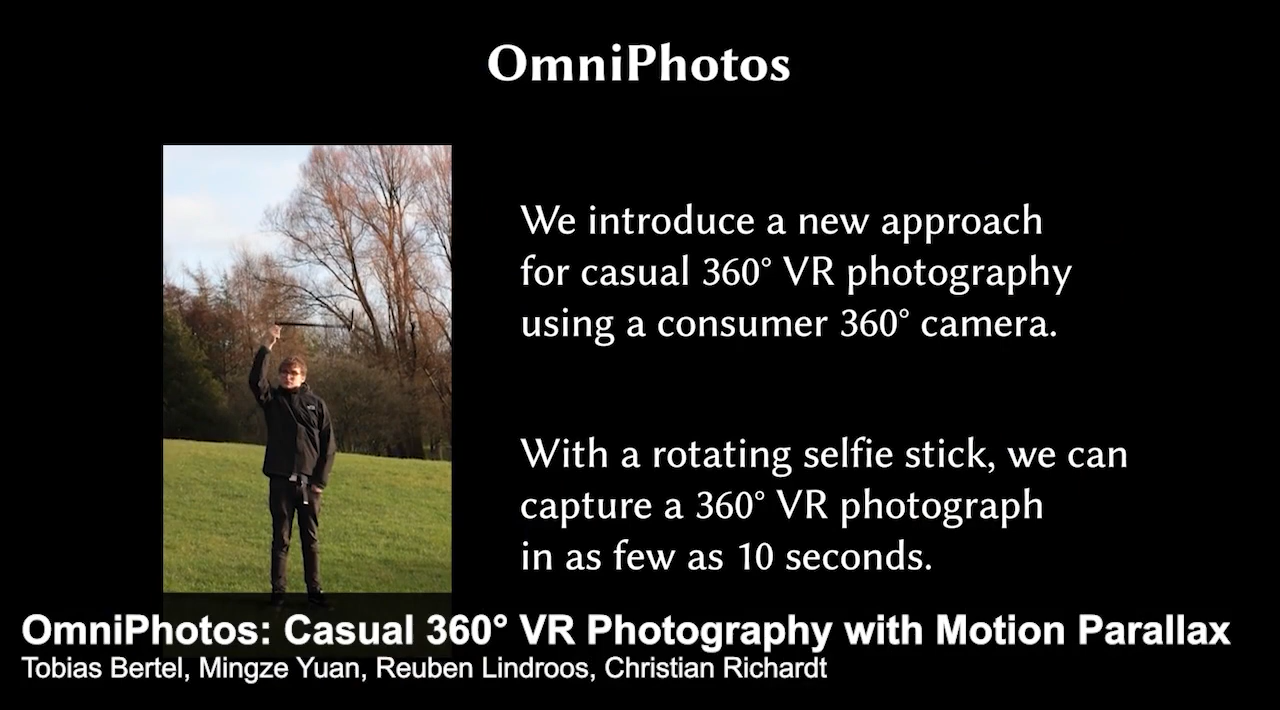 OmniPhotos
We introduce a new approach
for casual 360° VR photography
using a consumer 360° camera.
With a rotating selfie stick, we can
capture a 360° VR photograph
in as few as 10 seconds.
OmniPhotos: Casual 360° VR Photography with Motion Parallax
Tobias Bertel, Mingze Yuan, Reuben Lindroos, Christian Richardt